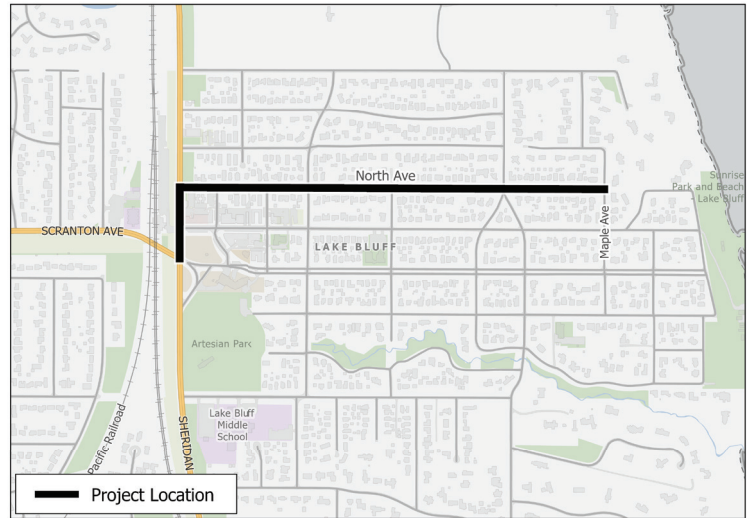 North Ave
Sunrise
Park and Beach
- Lake Bluff
SCRANTON AVE
LAKE BLUFF
Maple Ave
Artesian Park
Lake Bluff
Middle
School
SHERIDAN
Pacific Railroad
Project Location